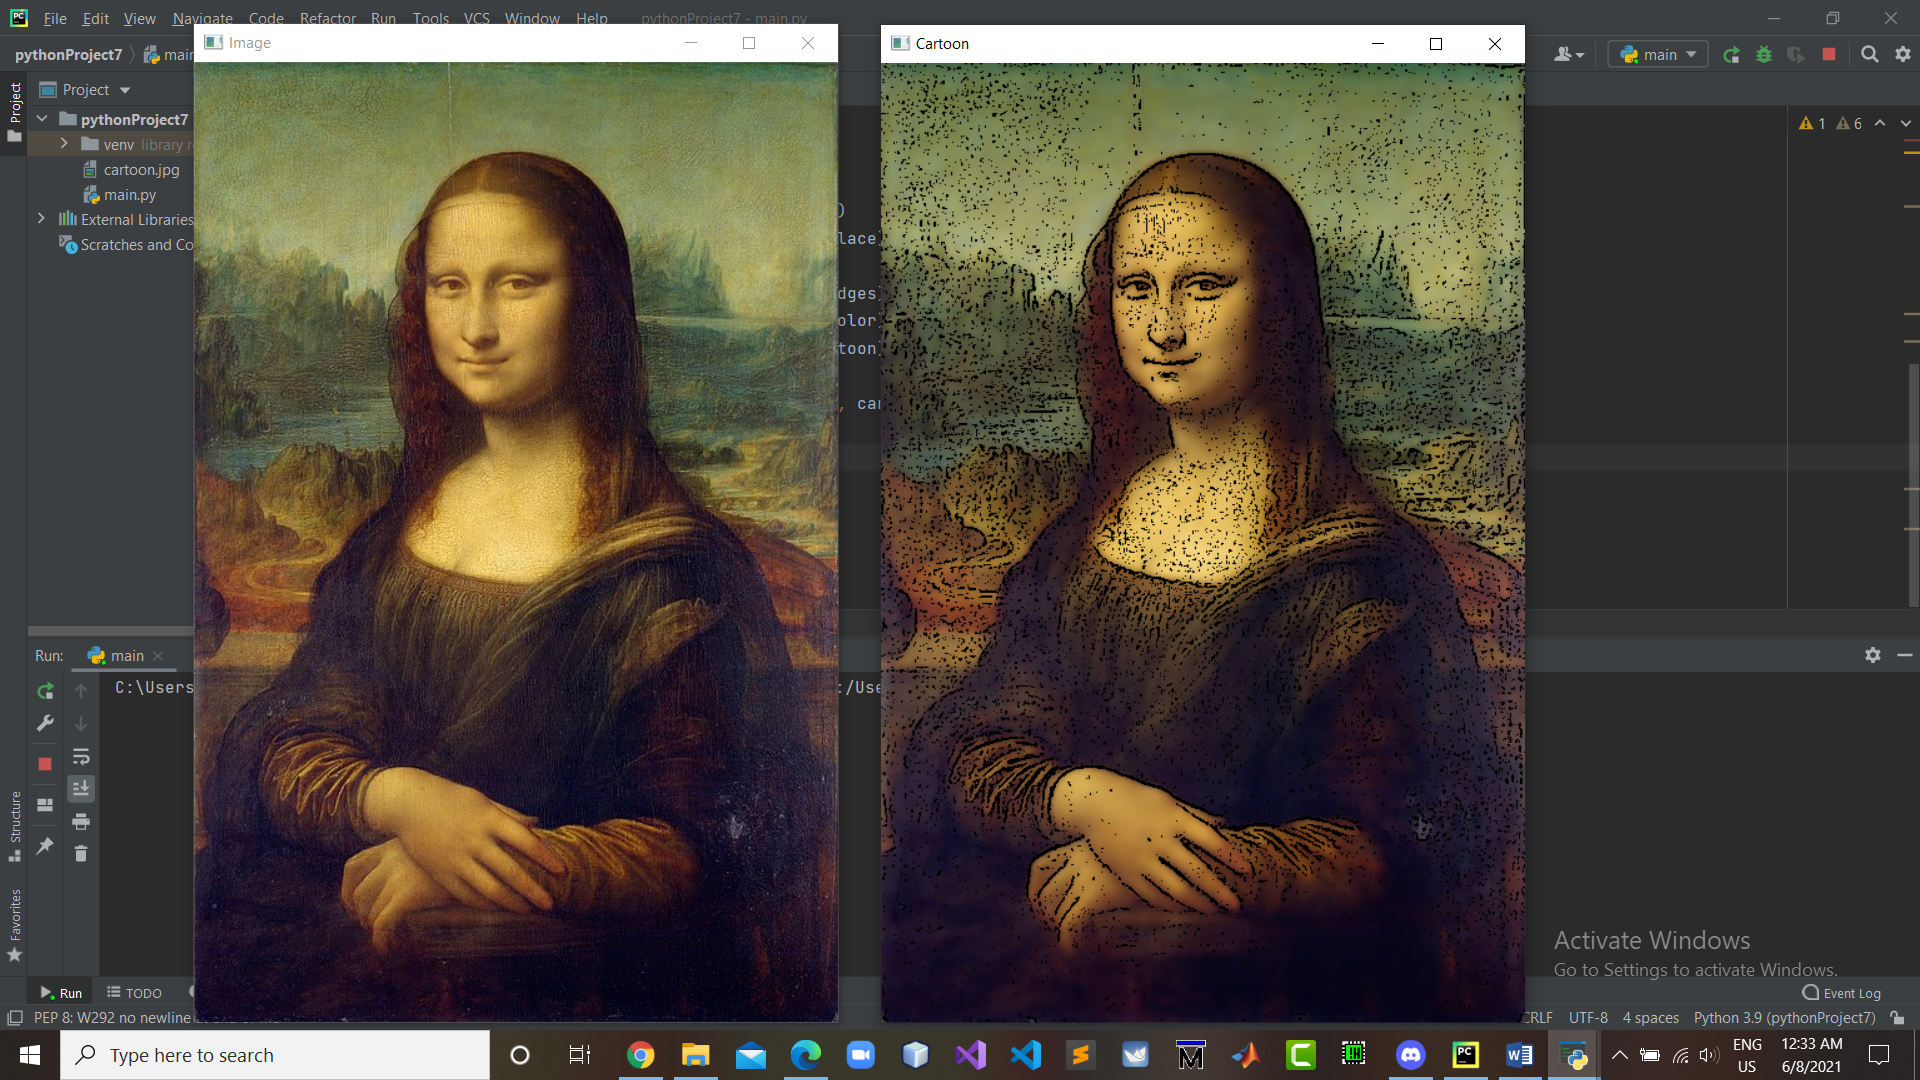 File Edit View Navigate Code Refactor Run Tools VCS Window Help pythonProject7 - main.py
pythonProject7 main
main
Image
Cartoon
Project
Project
pythonProject7
venv library r
cartoon.jpg
main.py
External Libraries
Scratches and Co
1 6
)
lace)
dges)
olor)
toon)
, car
Run: main
C:\Users
:/Use
Structure
Favorites
Activate Windows
Go to Settings to activate Windows.
Run TODO
Event Log
PEP 8: W292 no newline
CRLF UTF-8 4 spaces Python 3.9 (pythonProject7)
Type here to search
ENG
US
12:33 AM
6/8/2021